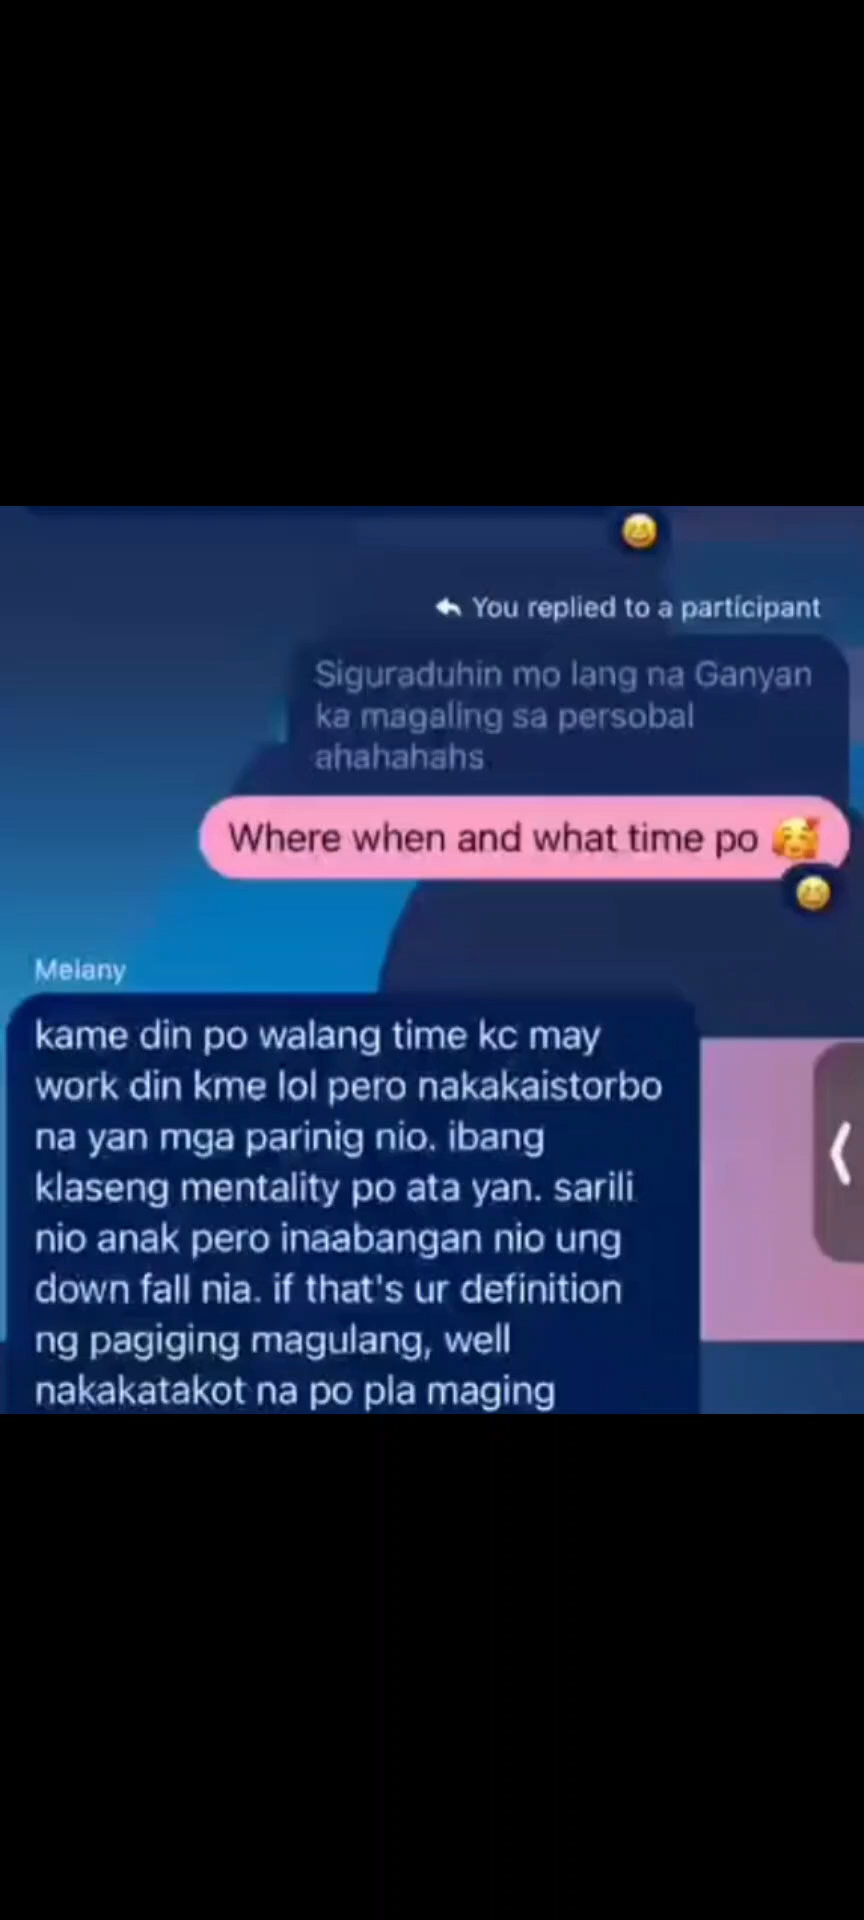 You replied to a participant
Siguraduhin mo lang na Ganyan
ka magaling sa persobal
ahahahahs
Where when and what time po 🥰
Melany
kame din po walang time kc may
work din kme lol pero nakakaistorbo
na yan mga parinig nio. ibang
klaseng mentality po ata yan. sarili
nio anak pero inaabangan nio ung
down fall nia. if that's ur definition
ng pagiging magulang, well
nakakatakot na po pla maging